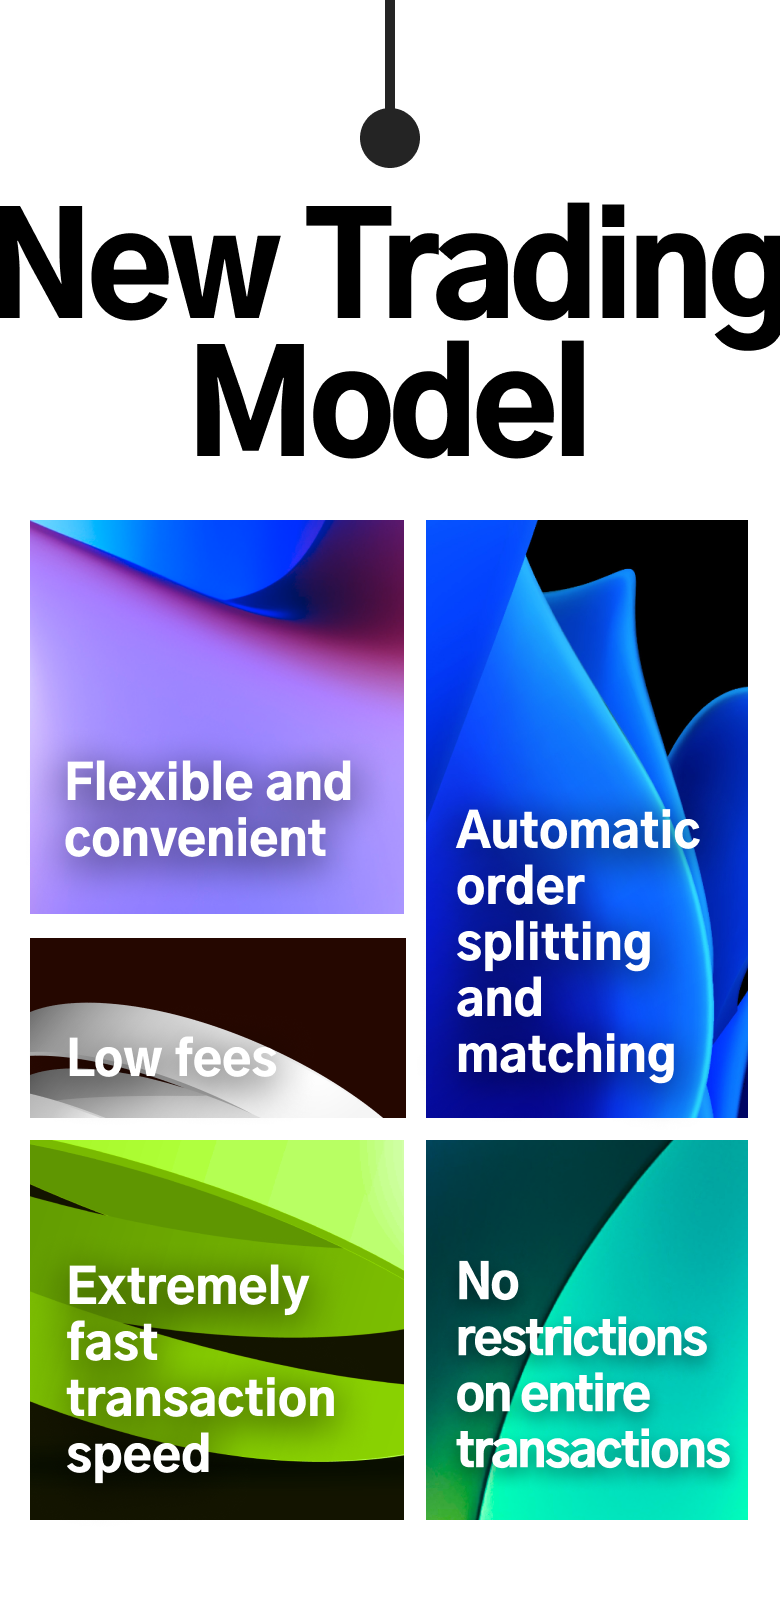 New Trading
Model
Flexible and
convenient
Automatic
order
splitting
and
matching
Low fees
Extremely
fast
transaction
speed
No
restrictions
on entire
transactions